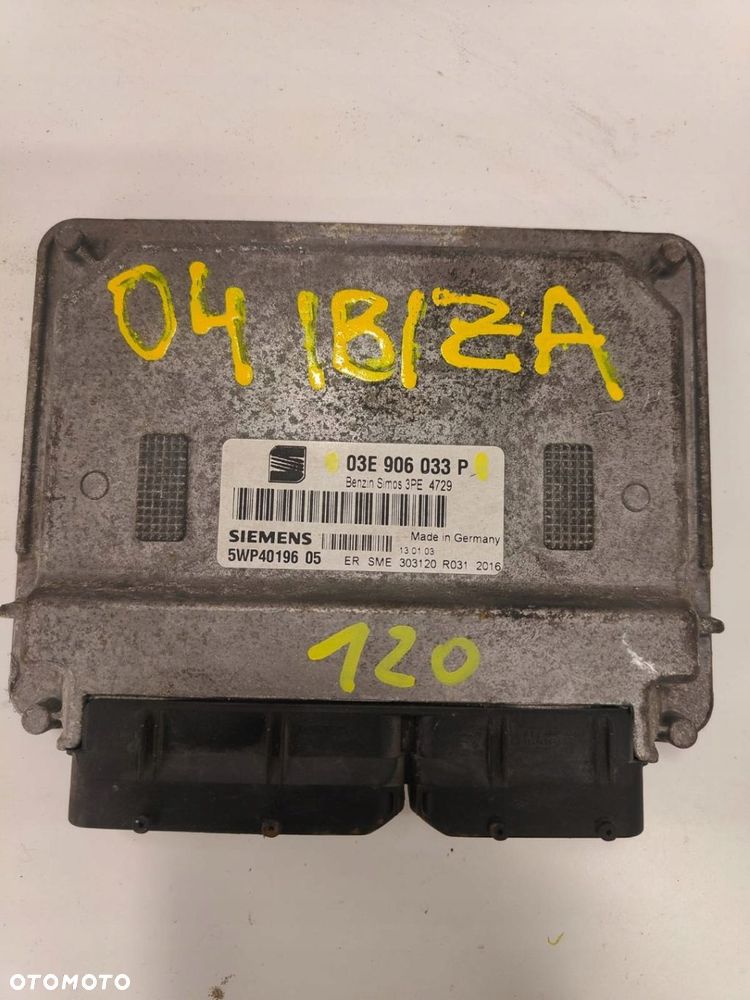 04 IBIZA
03E 906 033 P
Benzin Simos 3PE 4729
SIEMENS
Made in Germany
13 01 03
5WP40196 05
ER SME 303120 R031 2016
120
OTOMOTO